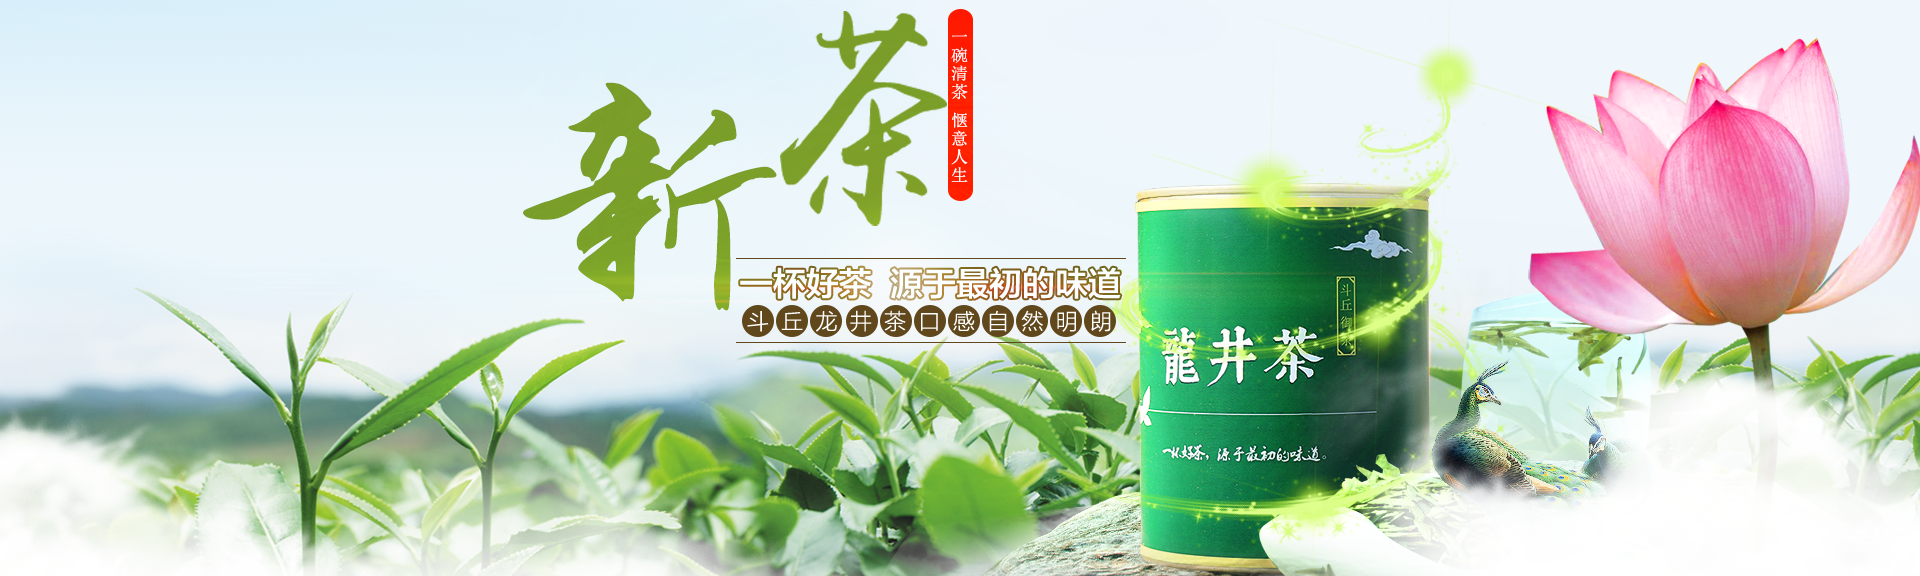 新茶
一碗清茶 惬意人生
一杯好茶 源于最初的味道
斗丘龙井茶口感自然明朗
斗丘御茶
龍井茶
一杯好茶，源于最初的味道。